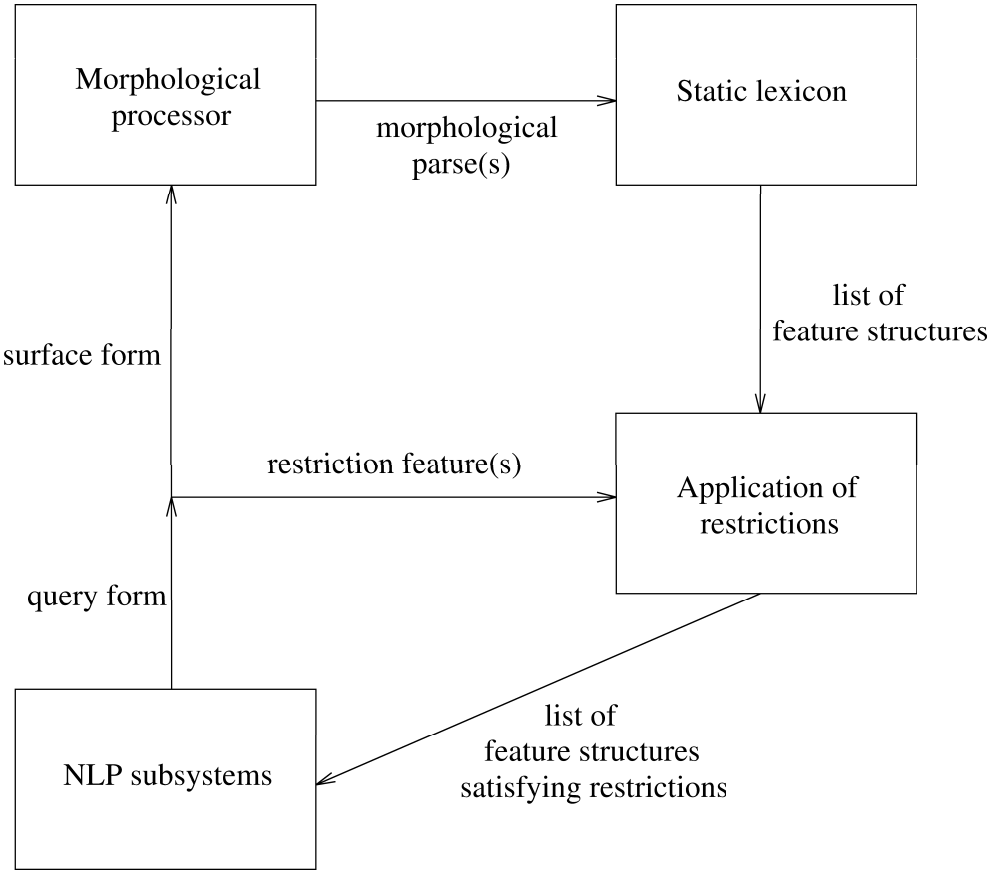 Morphological
processor
morphological
parse(s)
Static lexicon
list of
feature structures
surface form
restriction feature(s)
Application of
restrictions
query form
NLP subsystems
list of
feature structures
satisfying restrictions